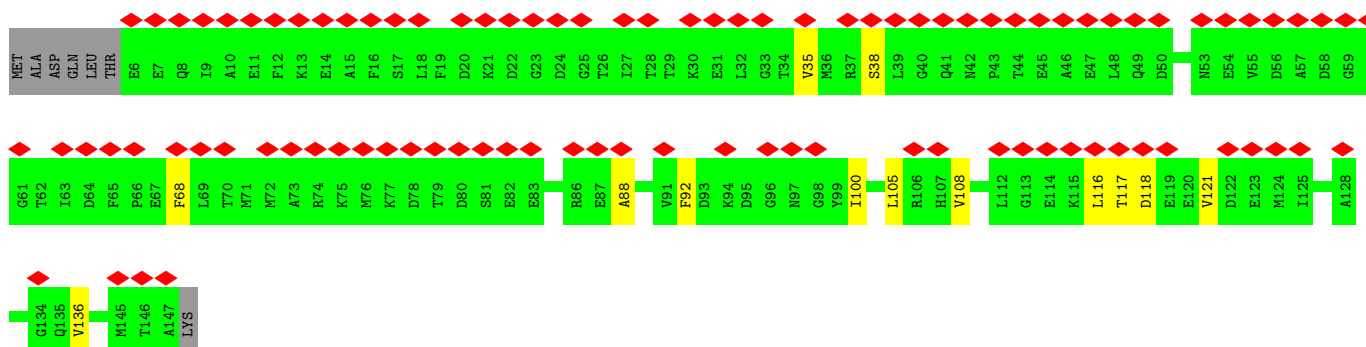 MET ALA ASP GLN LEU THR E6 E7 Q8 I9 A10 E11 F12 K13 E14 A15 F16 S17 L18 F19 D20 K21 D22 G23 D24 G25 T26 I27 T28 T29 K30 E31 L32 G33 T34 V35 M36 R37 S38 L39 G40 Q41 N42 P43 T44 E45 A46 E47 L48 Q49 D50 N53 E54 V55 D56 A57 D58 G59
G61 T62 I63 D64 F65 P66 E67 F68 L69 T70 M71 M72 A73 R74 K75 M76 K77 D78 T79 D80 S81 E82 E83 R86 E87 A88 V91 F92 D93 K94 D95 G96 N97 G98 Y99 I100 L105 R106 H107 V108 L112 G113 E114 K115 L116 T117 D118 E119 E120 V121 D122 E123 M124 I125 A128
G134 Q135 V136 M145 T146 A147 LYS